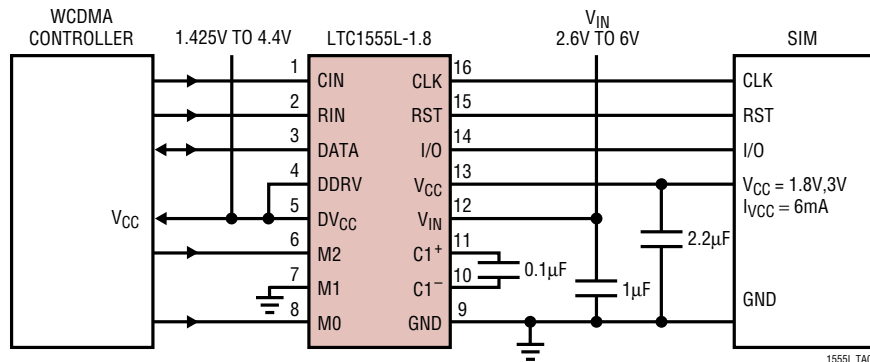 WCDMA
CONTROLLER
1.425V TO 4.4V
LTC1555L-1.8
VIN
2.6V TO 6V
SIM
1
CIN
CLK
16
CLK
2
RIN
RST
15
RST
3
DATA
I/O
14
I/O
4
DDRV
VCC
13
VCC = 1.8V,3V
IVCC = 6mA
VCC
5
DVCC
VIN
12
2.2µF
6
M2
C1+
11
0.1µF
7
M1
C1–
10
1µF
8
M0
GND
9
GND